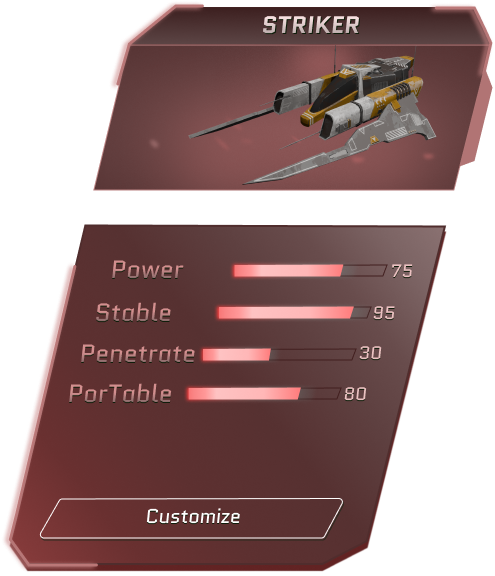 STRIKER
Power 75
Stable 95
Penetrate 30
PorTable 80
Customize